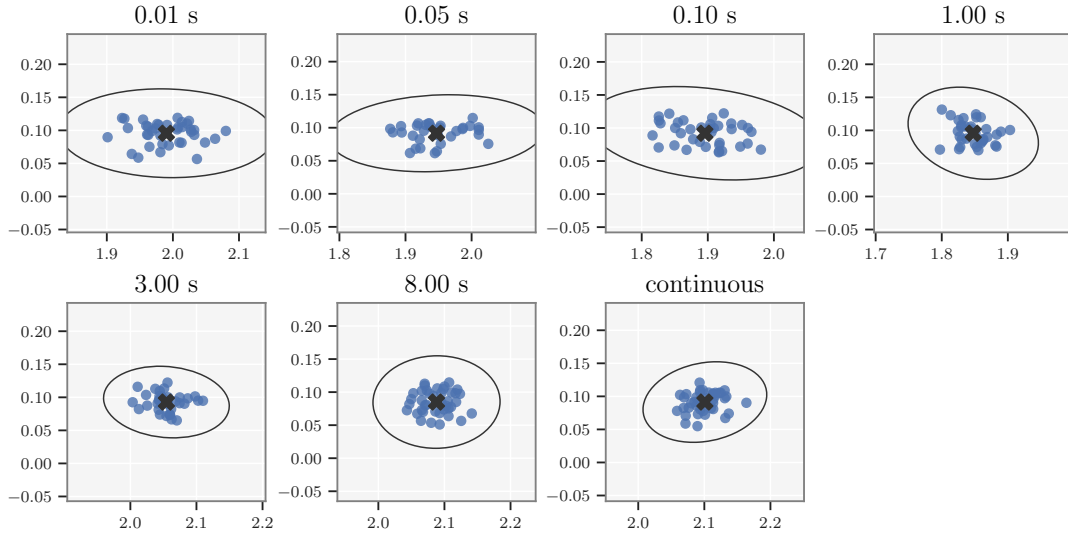 0.01 s 0.05 s 0.10 s 1.00 s
0.20 0.20 0.20 0.20
0.15 0.15 0.15 0.15
0.10 0.10 0.10 0.10
0.05 0.05 0.05 0.05
0.00 0.00 0.00 0.00
−0.05 −0.05 −0.05 −0.05
1.9 2.0 2.1 1.8 1.9 2.0 1.8 1.9 2.0 1.7 1.8 1.9
3.00 s 8.00 s continuous
0.20 0.20 0.20
0.15 0.15 0.15
0.10 0.10 0.10
0.05 0.05 0.05
0.00 0.00 0.00
−0.05 −0.05 −0.05
2.0 2.1 2.2 2.0 2.1 2.2 2.0 2.1 2.2